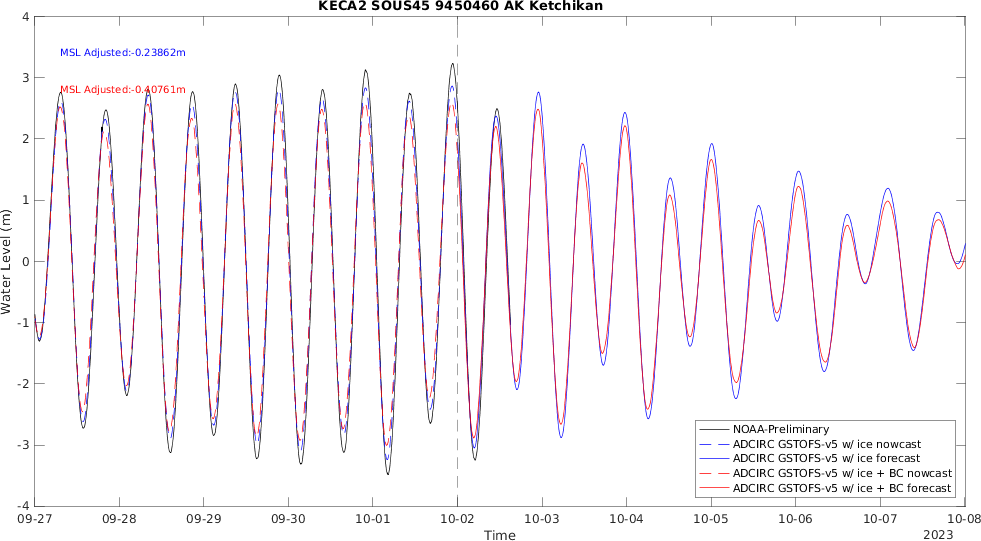 KECA2 SOUS45 9450460 AK Ketchikan
4
MSL Adjusted:-0.23862m
3
MSL Adjusted:-0.40761m
2
1
0
-1
-2
-3
-4
Water Level (m)
NOAA-Preliminary
ADCIRC GSTOFS-v5 w/ ice nowcast
ADCIRC GSTOFS-v5 w/ ice forecast
ADCIRC GSTOFS-v5 w/ ice + BC nowcast
ADCIRC GSTOFS-v5 w/ ice + BC forecast
09-27 09-28 09-29 09-30 10-01 10-02 10-03 10-04 10-05 10-06 10-07 10-08
Time
2023